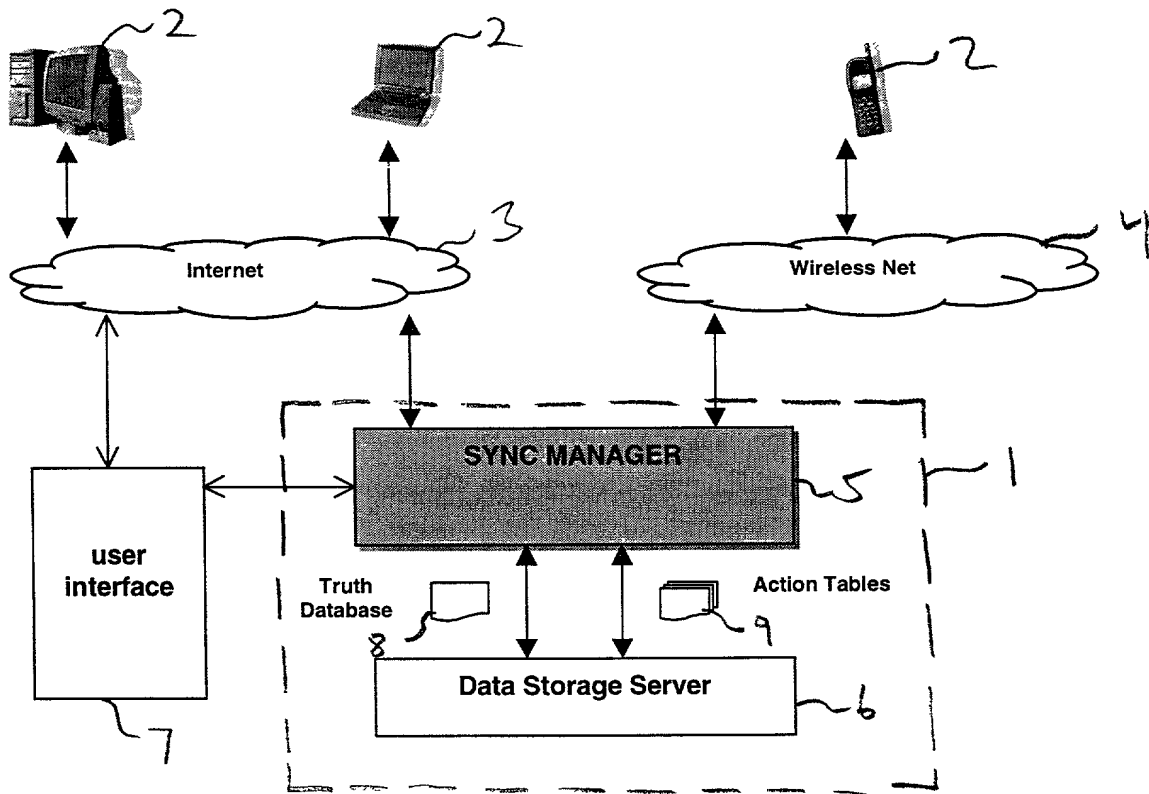 2
2
2
3
4
Internet
Wireless Net
SYNC MANAGER
1
5
user
interface
Truth
Database
Action Tables
8
9
Data Storage Server
6
7